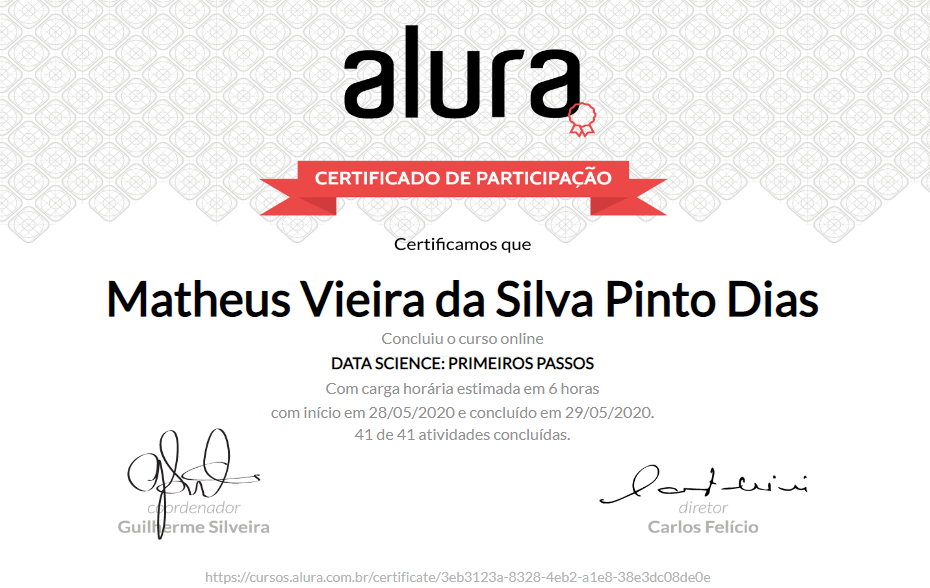 alura
CERTIFICADO DE PARTICIPAÇÃO
Certificamos que
Matheus Vieira da Silva Pinto Dias
Concluiu o curso online
DATA SCIENCE: PRIMEIROS PASSOS
Com carga horária estimada em 6 horas
com início em 28/05/2020 e concluído em 29/05/2020.
41 de 41 atividades concluídas.
coordenador
Guilherme Silveira
diretor
Carlos Felício
https://cursos.alura.com.br/certificate/3eb3123a-8328-4eb2-a1e8-38e3dc08de0e